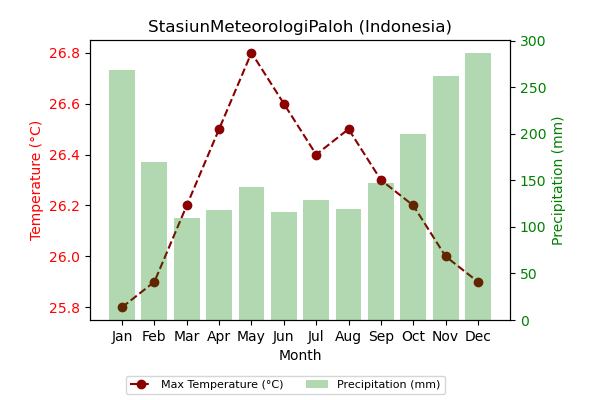 StasiunMeteorologiPaloh (Indonesia)
Temperature (°C)
26.8
26.6
26.4
26.2
26.0
25.8
300
250
200
150
100
50
0
Precipitation (mm)
Jan Feb Mar Apr May Jun Jul Aug Sep Oct Nov Dec
Month
Max Temperature (°C) Precipitation (mm)